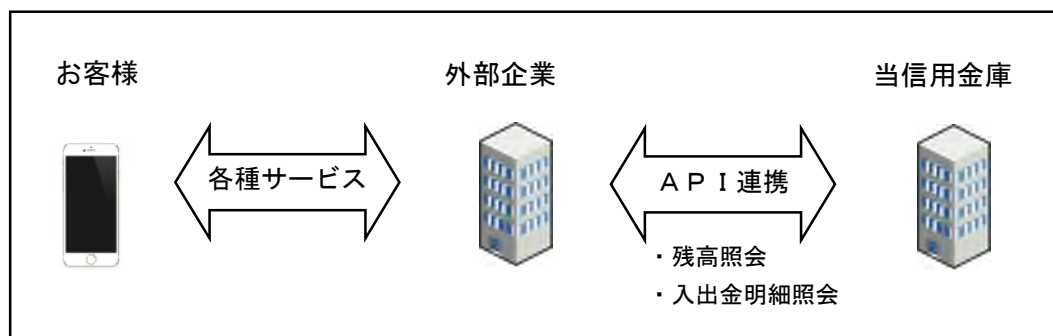 お客様
外部企業
当信用金庫
各種サービス
ＡＰＩ連携
・残高照会
・入出金明細照会